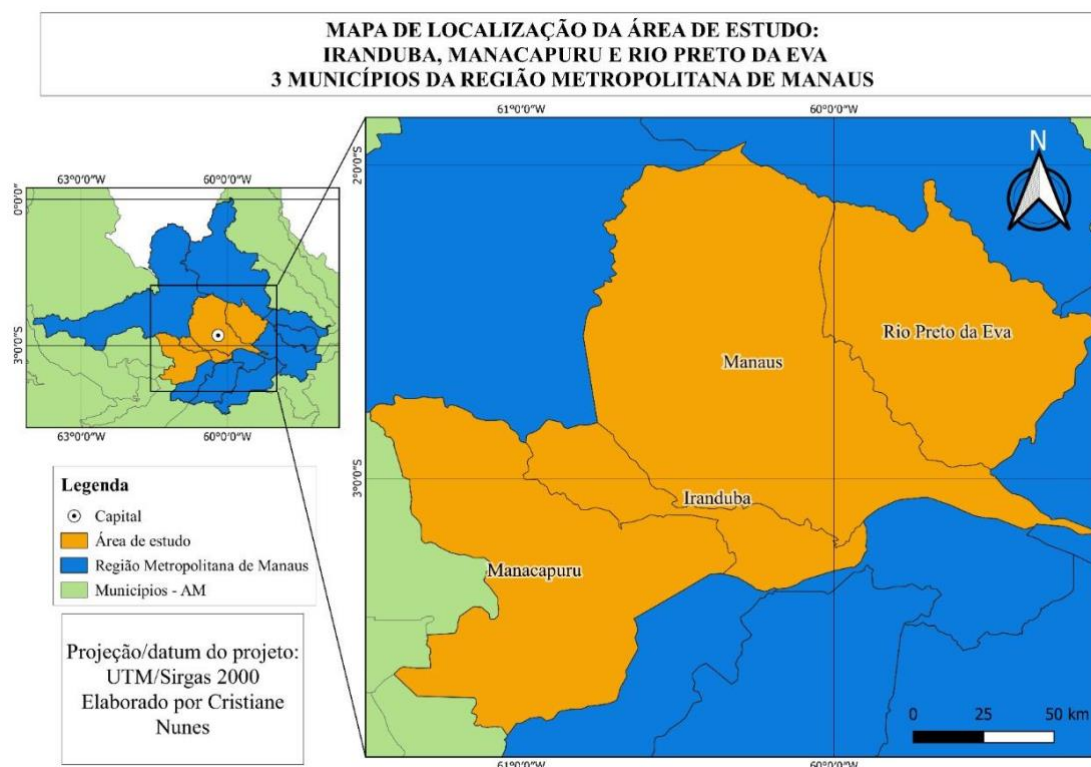 MAPA DE LOCALIZAÇÃO DA ÁREA DE ESTUDO:
IRANDUBA, MANACAPURU E RIO PRETO DA EVA
3 MUNICÍPIOS DA REGIÃO METROPOLITANA DE MANAUS
63°0'0"W 60°0'0"W
0°0'0"
3°0'0"S
63°0'0"W 60°0'0"W
Legenda
Capital
Área de estudo
Região Metropolitana de Manaus
Municípios - AM
Projeção/datum do projeto:
UTM/Sirgas 2000
Elaborado por Cristiane
Nunes
61°0'0"W 60°0'0"W
N
2°0'0"S
Rio Preto da Eva
Manaus
3°0'0"S
Iranduba
Manacapuru
0 25 50 km
61°0'0"W 60°0'0"W